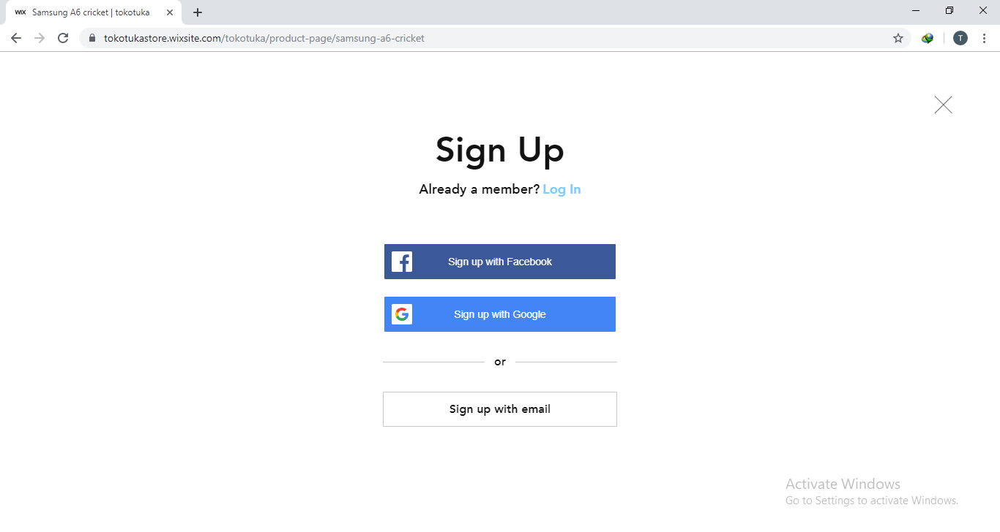 WIX Samsung A6 cricket | tokotuka
tokotukastore.wixsite.com/tokotuka/product-page/samsung-a6-cricket
T
Sign Up
Already a member? Log In
Sign up with Facebook
G Sign up with Google
or
Sign up with email
Activate Windows
Go to Settings to activate Windows.